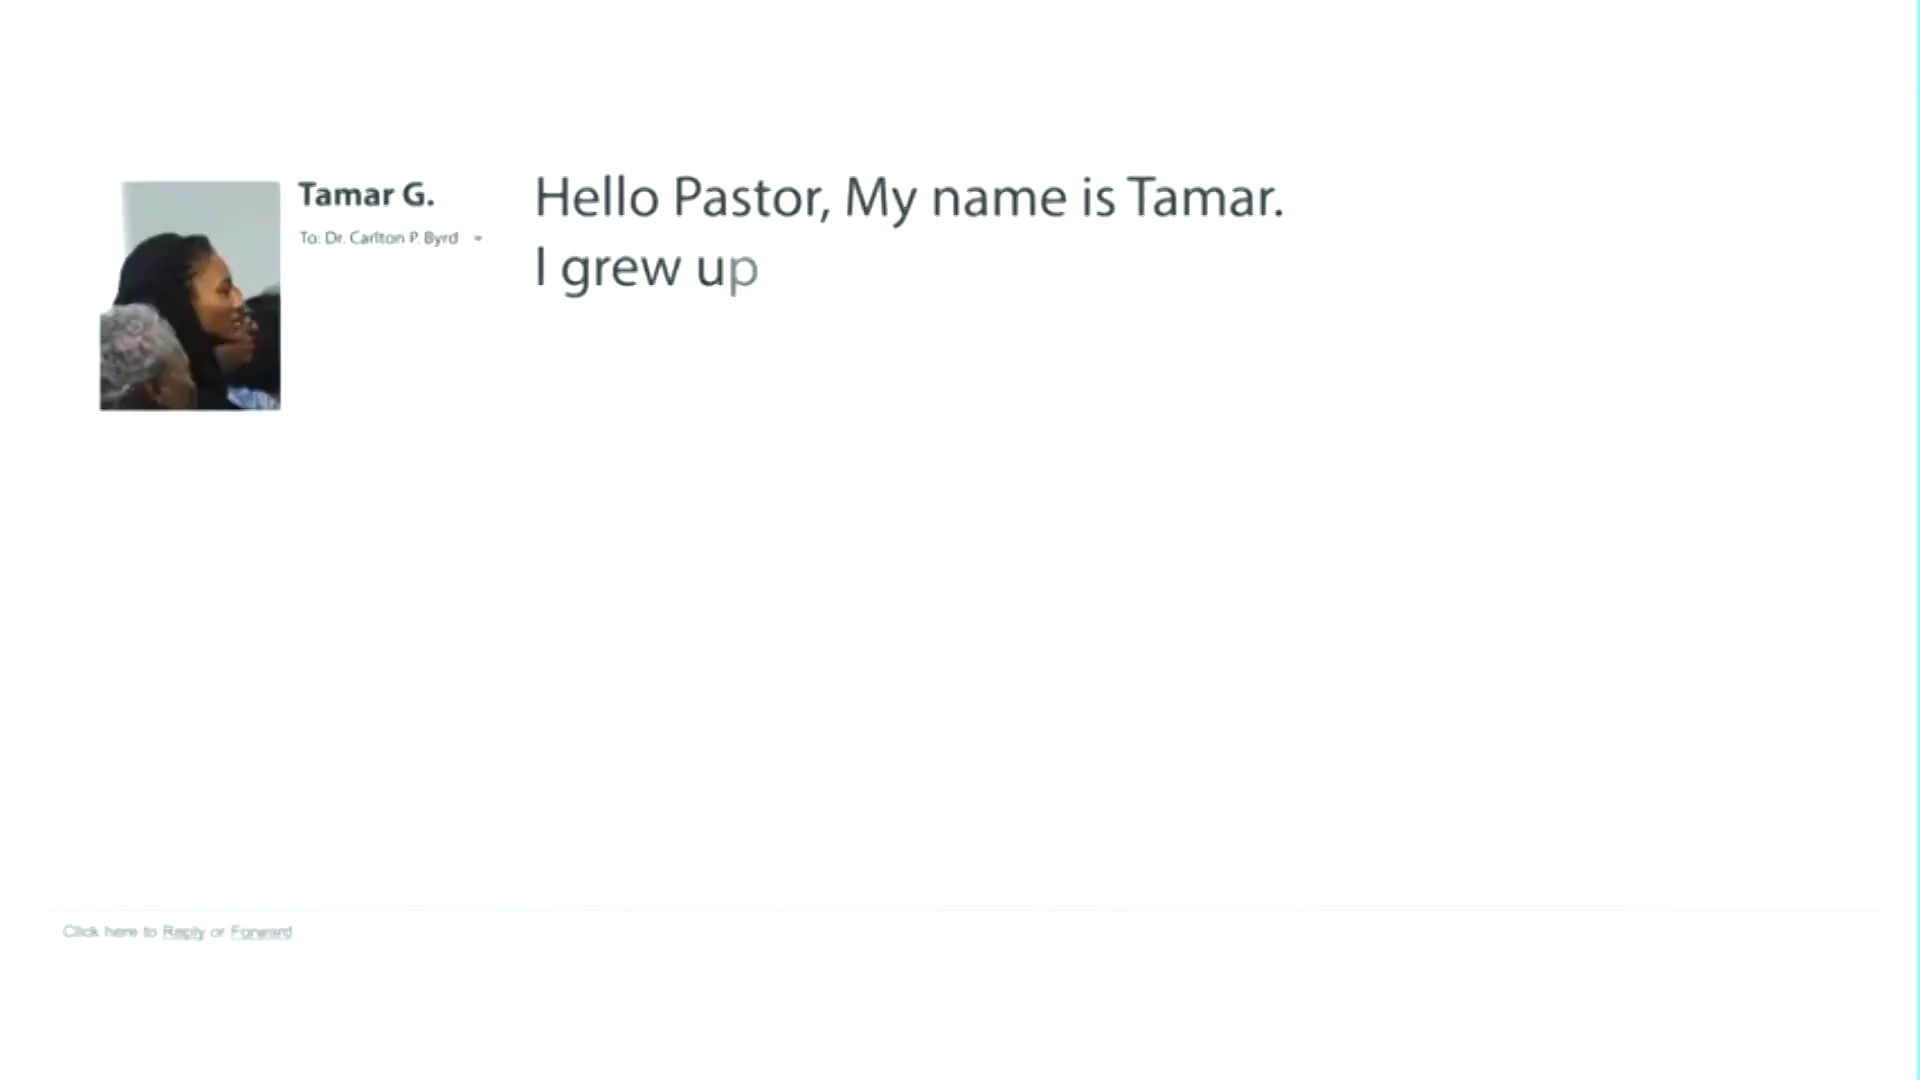 Tamar G.
To: Dr. Carlton P. Byrd
Hello Pastor, My name is Tamar.
I grew up
Click here to Reply or Forward